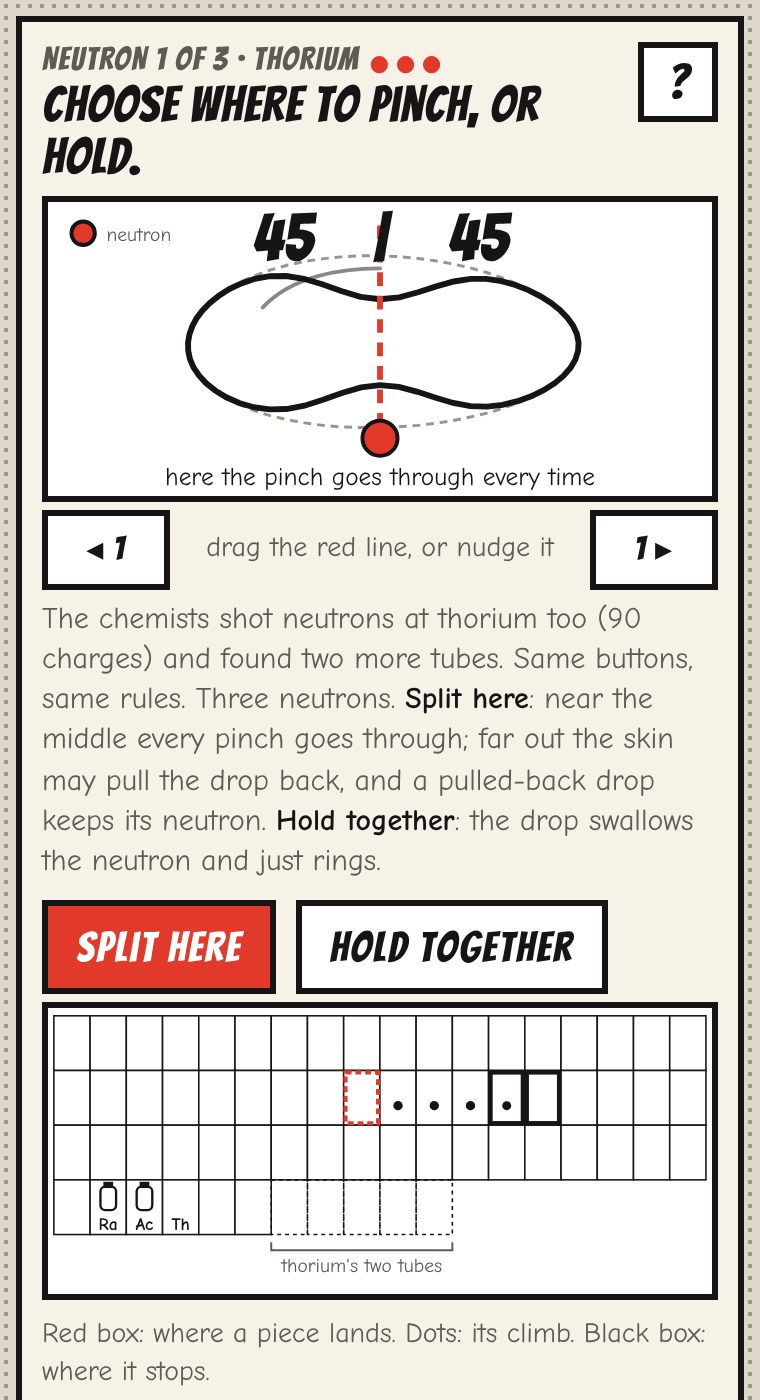 NEUTRON 1 OF 3 · THORIUM
?
CHOOSE WHERE TO PINCH, OR
HOLD.
neutron
45 / 45
here the pinch goes through every time
◀ 1
drag the red line, or nudge it
1 ▶
The chemists shot neutrons at thorium too (90
charges) and found two more tubes. Same buttons,
same rules. Three neutrons. Split here: near the
middle every pinch goes through; far out the skin
may pull the drop back, and a pulled-back drop
keeps its neutron. Hold together: the drop swallows
the neutron and just rings.
SPLIT HERE
HOLD TOGETHER
Ra Ac Th
thorium's two tubes
Red box: where a piece lands. Dots: its climb. Black box:
where it stops.